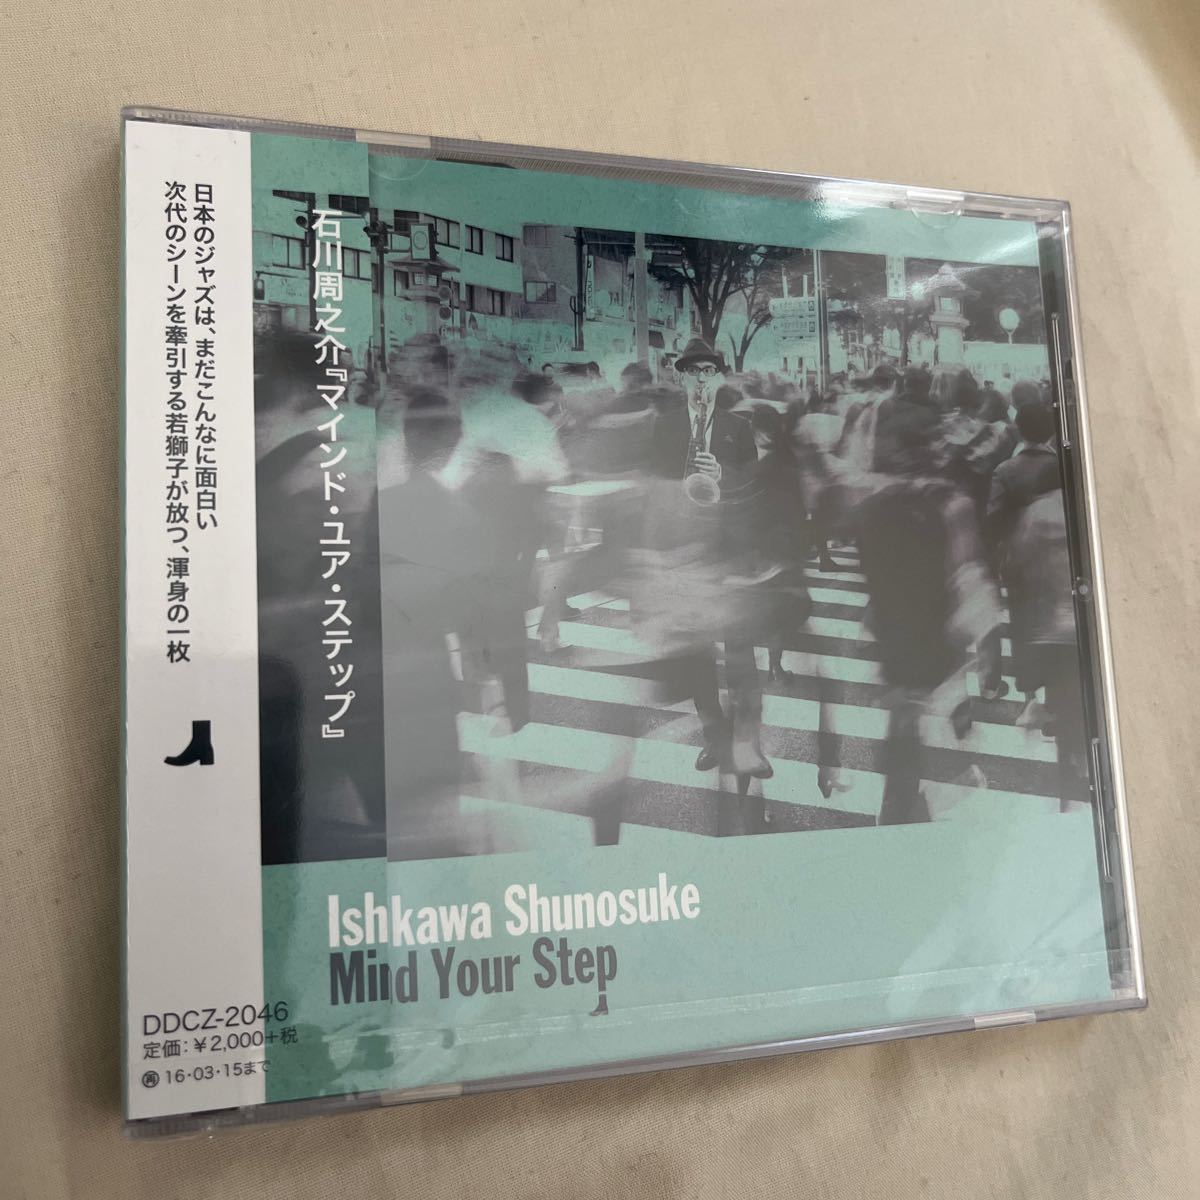 日本のジャズは、まだこんなに面白い
次代のシーンを牽引する若獅子が放つ、渾身の一枚
石川周之介『マインド・ユア・ステップ』
Ishkawa Shunosuke
Mind Your Step
DDCZ-2046
定価:￥2,000+税
㊢16・03・15まで